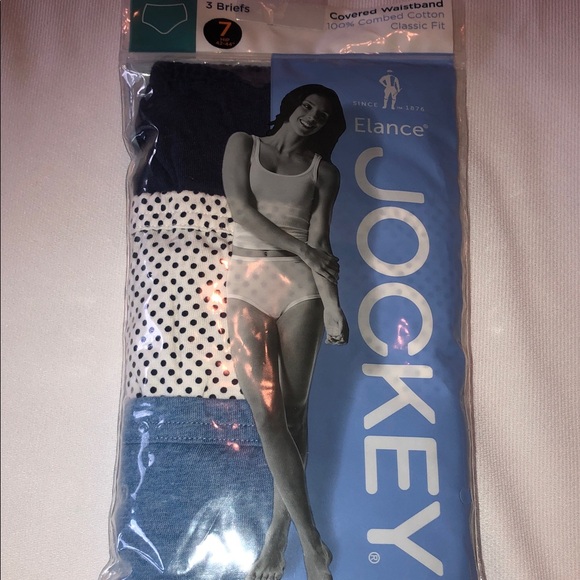 3 Briefs
7
Covered Waistband
100% Combed Cotton
Classic Fit
SINCE 1876
Elance®
JOCKEY®